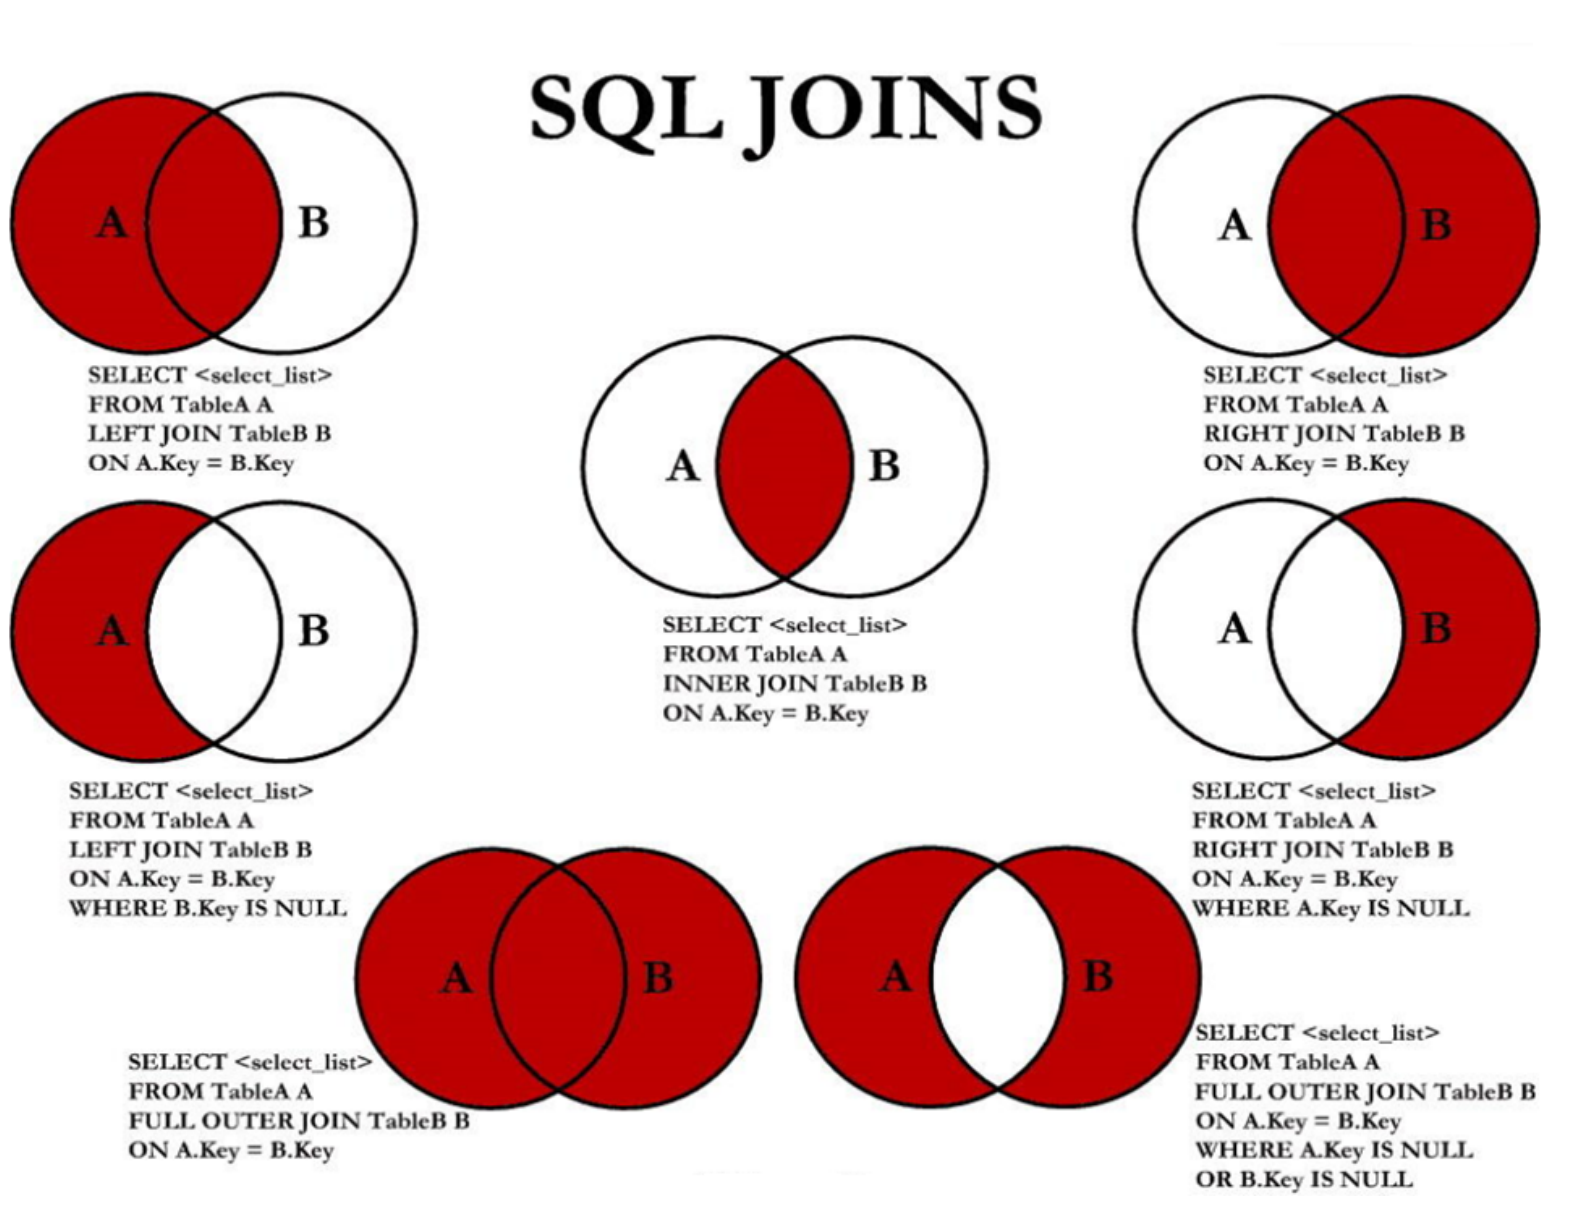 SQL JOINS
A
B
SELECT <select_list>
FROM TableA A
LEFT JOIN TableB B
ON A.Key = B.Key
A
B
SELECT <select_list>
FROM TableA A
RIGHT JOIN TableB B
ON A.Key = B.Key
A
B
SELECT <select_list>
FROM TableA A
INNER JOIN TableB B
ON A.Key = B.Key
A
B
SELECT <select_list>
FROM TableA A
LEFT JOIN TableB B
ON A.Key = B.Key
WHERE B.Key IS NULL
A
B
SELECT <select_list>
FROM TableA A
RIGHT JOIN TableB B
ON A.Key = B.Key
WHERE A.Key IS NULL
A
B
SELECT <select_list>
FROM TableA A
FULL OUTER JOIN TableB B
ON A.Key = B.Key
A
B
SELECT <select_list>
FROM TableA A
FULL OUTER JOIN TableB B
ON A.Key = B.Key
WHERE A.Key IS NULL
OR B.Key IS NULL